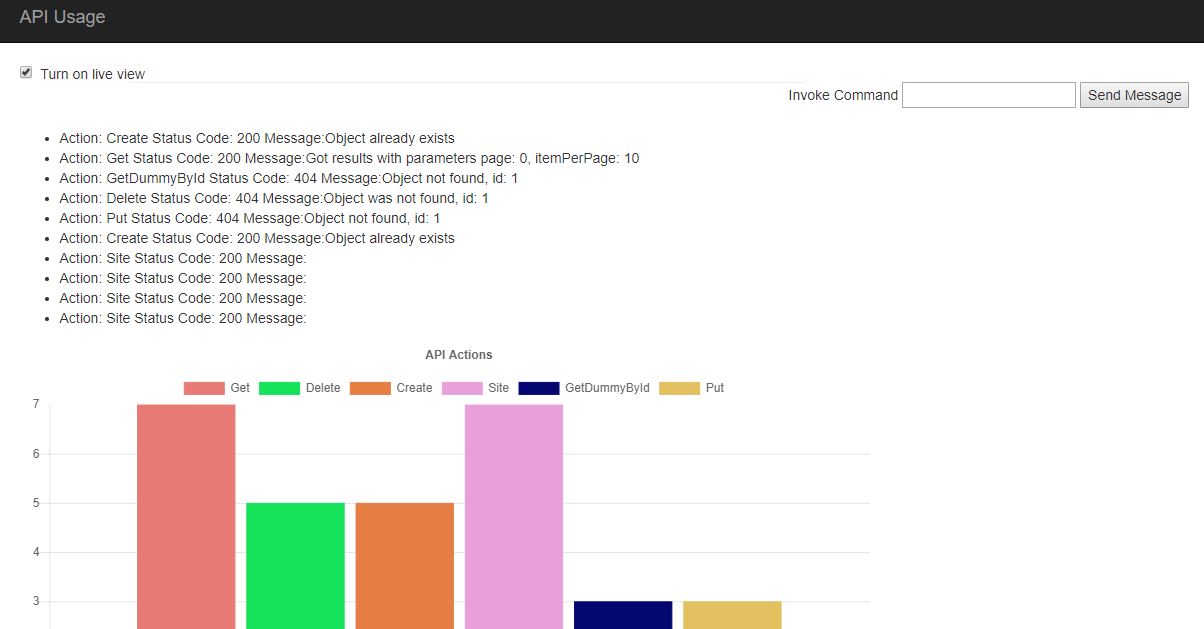 API Usage
Turn on live view
Invoke Command Send Message
Action: Create Status Code: 200 Message:Object already exists
Action: Get Status Code: 200 Message:Got results with parameters page: 0, itemPerPage: 10
Action: GetDummyById Status Code: 404 Message:Object not found, id: 1
Action: Delete Status Code: 404 Message:Object was not found, id: 1
Action: Put Status Code: 404 Message:Object not found, id: 1
Action: Create Status Code: 200 Message:Object already exists
Action: Site Status Code: 200 Message:
Action: Site Status Code: 200 Message:
Action: Site Status Code: 200 Message:
Action: Site Status Code: 200 Message:
API Actions
Get Delete Create Site GetDummyById Put
7
6
5
4
3